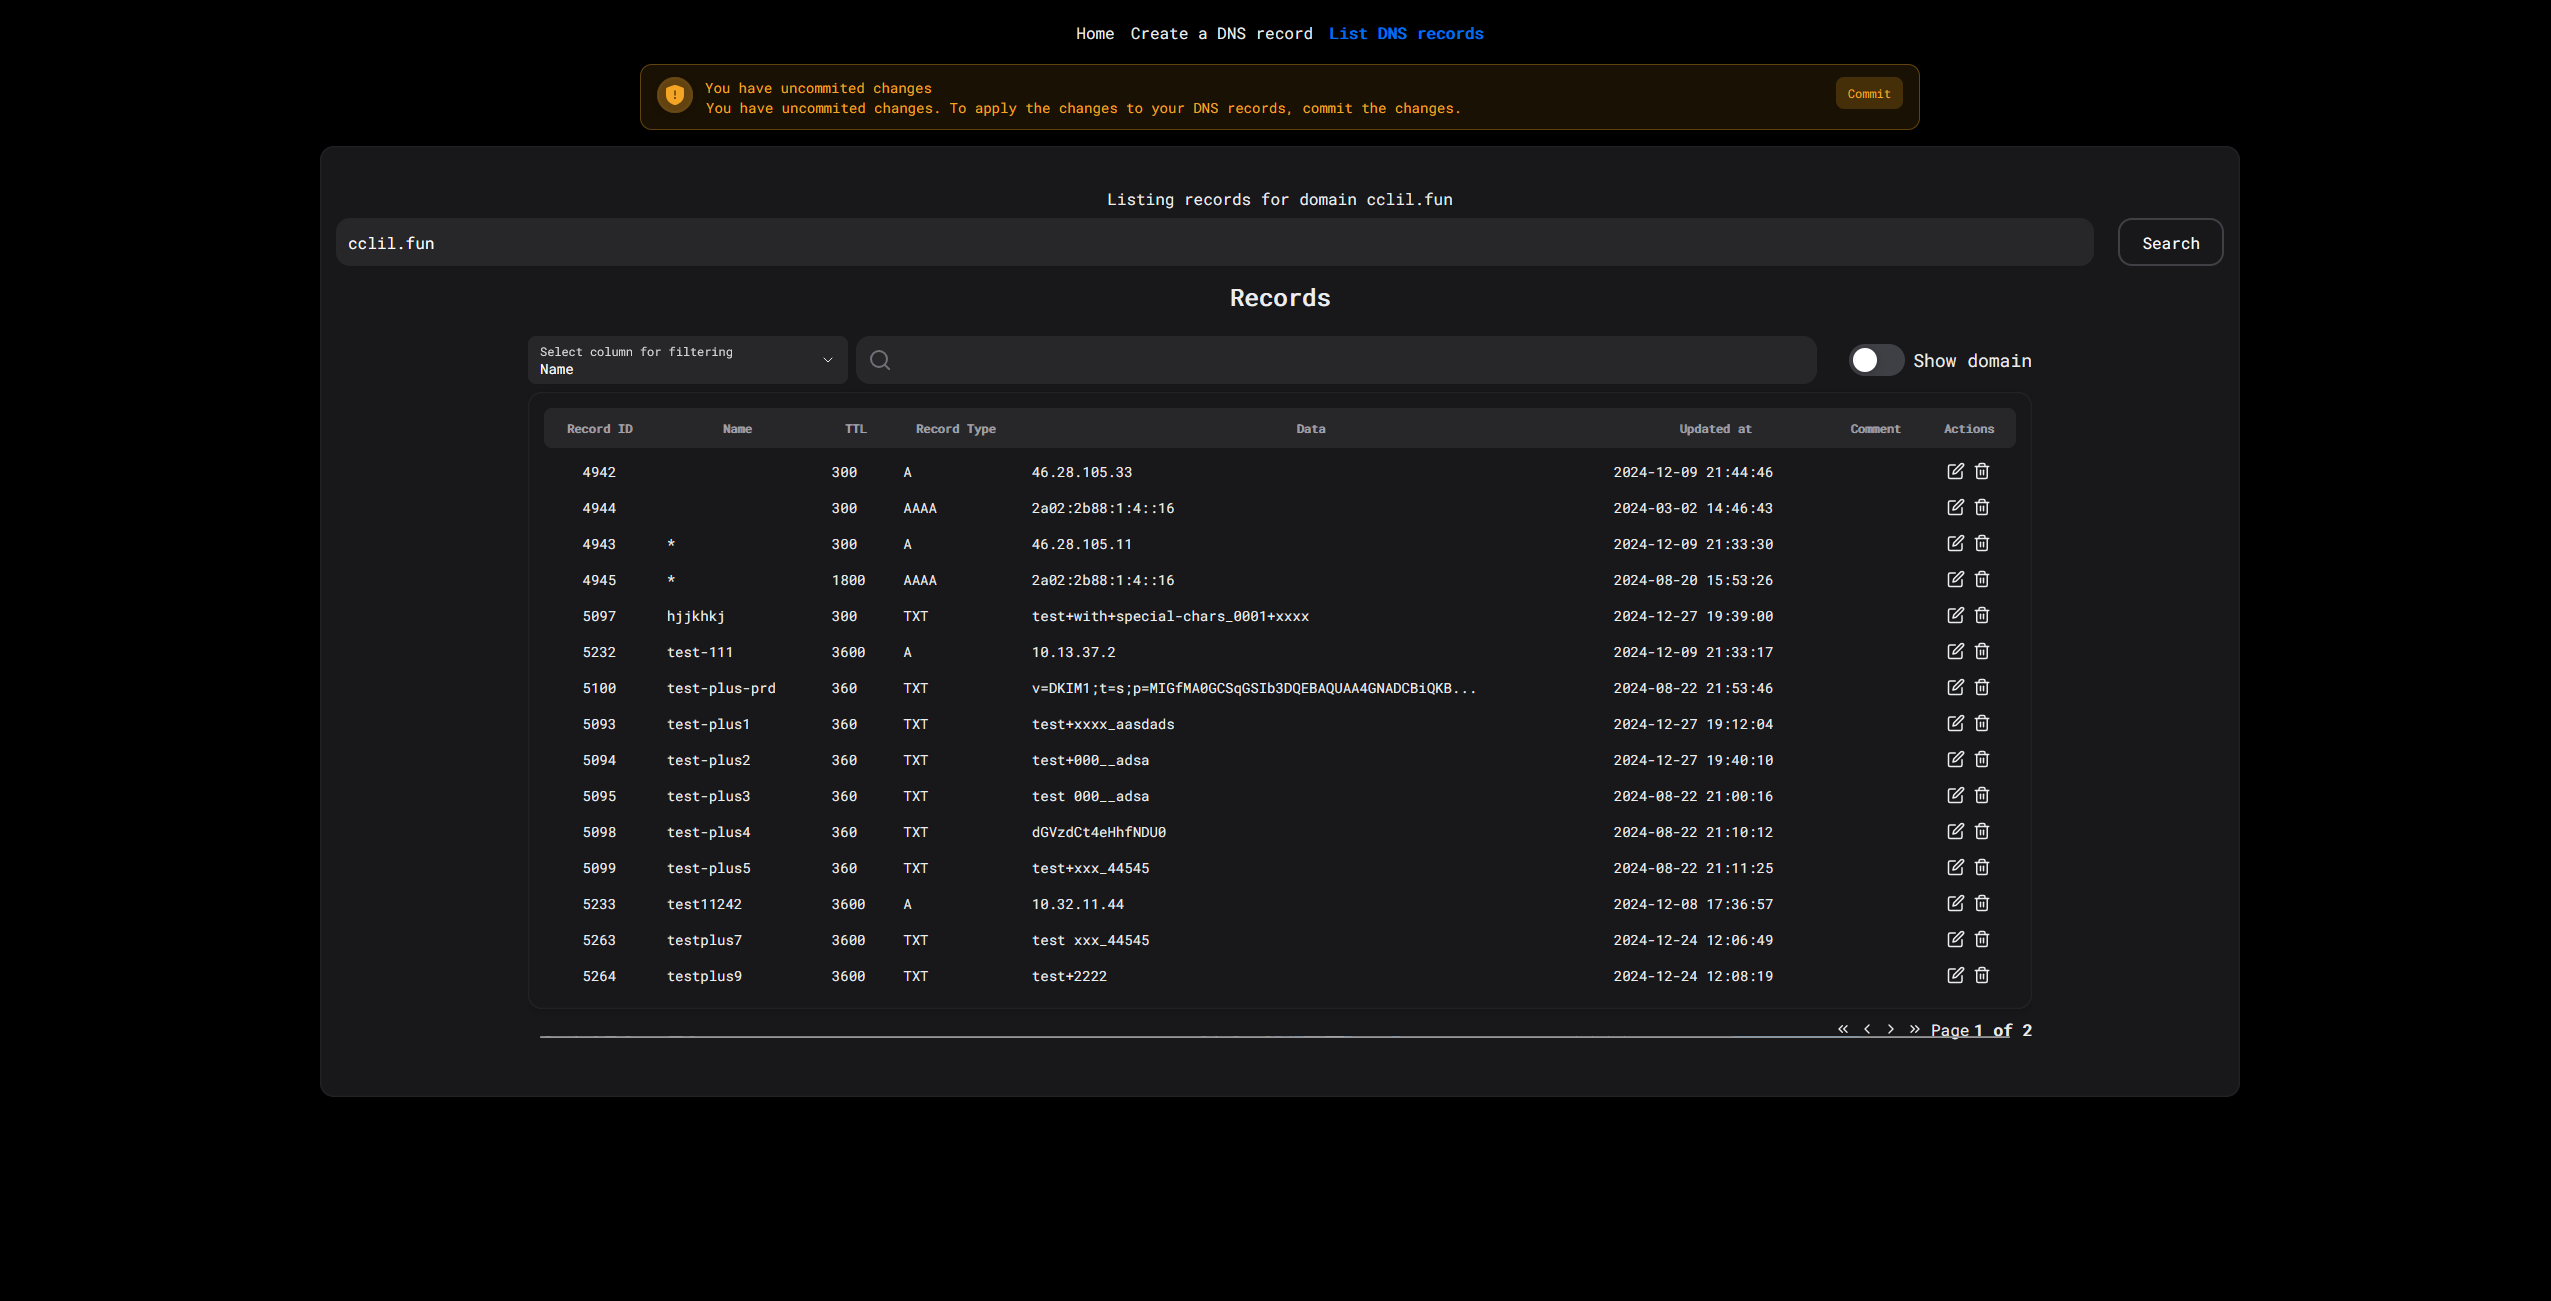 Home Create a DNS record List DNS records
You have uncommited changes
You have uncommited changes. To apply the changes to your DNS records, commit the changes.
Commit
Listing records for domain cclil.fun
cclil.fun
Search
Records
Select column for filtering
Name
Show domain
Record ID Name TTL Record Type Data Updated at Comment Actions
4942 300 A 46.28.105.33 2024-12-09 21:44:46
4944 300 AAAA 2a02:2b88:1:4::16 2024-03-02 14:46:43
4943 * 300 A 46.28.105.11 2024-12-09 21:33:30
4945 * 1800 AAAA 2a02:2b88:1:4::16 2024-08-20 15:53:26
5097 hjjkhkj 300 TXT test+with+special-chars_0001+xxxx 2024-12-27 19:39:00
5232 test-111 3600 A 10.13.37.2 2024-12-09 21:33:17
5100 test-plus-prd 360 TXT v=DKIM1;t=s;p=MIGfMA0GCSqGSIb3DQEBAQUAA4GNADCBiQKB... 2024-08-22 21:53:46
5093 test-plus1 360 TXT test+xxxx_aasdads 2024-12-27 19:12:04
5094 test-plus2 360 TXT test+000__adsa 2024-12-27 19:40:10
5095 test-plus3 360 TXT test 000__adsa 2024-08-22 21:00:16
5098 test-plus4 360 TXT dGVzdCt4eHhfNDU0 2024-08-22 21:10:12
5099 test-plus5 360 TXT test+xxx_44545 2024-08-22 21:11:25
5233 test11242 3600 A 10.32.11.44 2024-12-08 17:36:57
5263 testplus7 3600 TXT test xxx_44545 2024-12-24 12:06:49
5264 testplus9 3600 TXT test+2222 2024-12-24 12:08:19
« ‹ › » Page 1 of 2